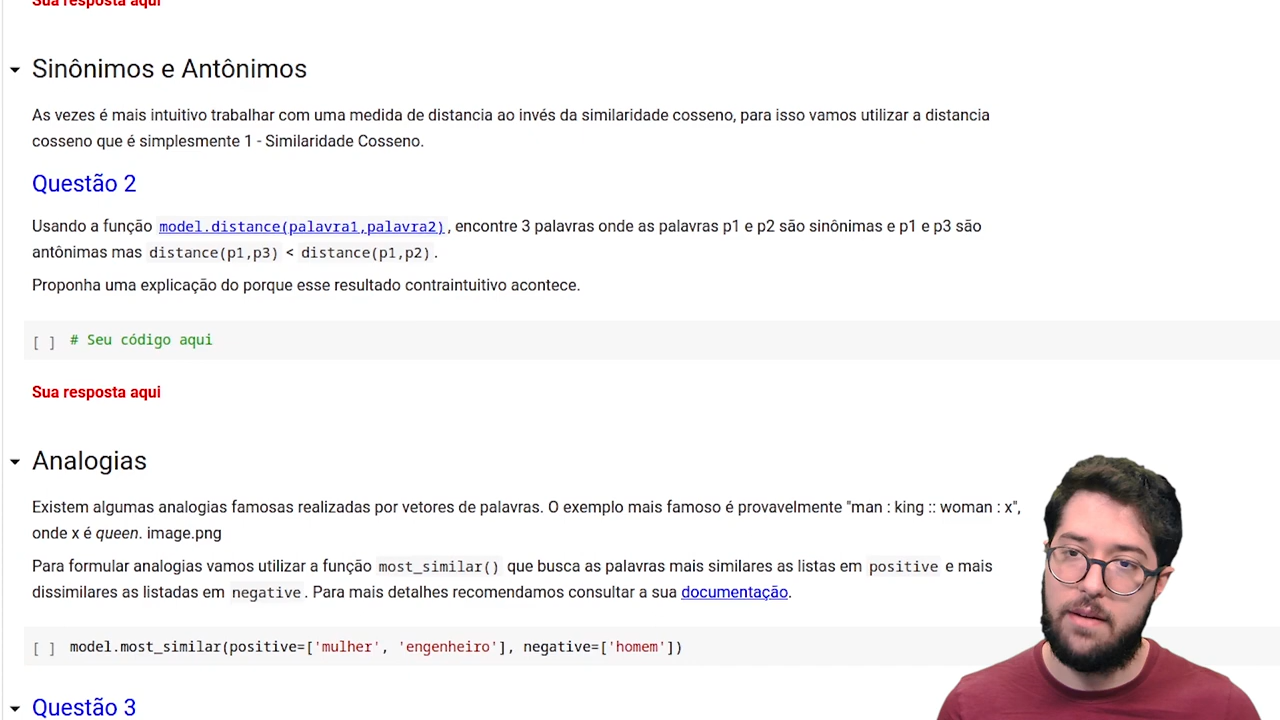 Sua resposta aqui
Sinônimos e Antônimos
As vezes é mais intuitivo trabalhar com uma medida de distancia ao invés da similaridade cosseno, para isso vamos utilizar a distancia
cosseno que é simplesmente 1 - Similaridade Cosseno.
Questão 2
Usando a função model.distance(palavra1,palavra2), encontre 3 palavras onde as palavras p1 e p2 são sinônimas e p1 e p3 são
antônimas mas distance(p1,p3) < distance(p1,p2).
Proponha uma explicação do porque esse resultado contraintuitivo acontece.
[ ] # Seu código aqui
Sua resposta aqui
Analogias
Existem algumas analogias famosas realizadas por vetores de palavras. O exemplo mais famoso é provavelmente "man : king :: woman : x",
onde x é queen. image.png
Para formular analogias vamos utilizar a função most_similar() que busca as palavras mais similares as listas em positive e mais
dissimilares as listadas em negative. Para mais detalhes recomendamos consultar a sua documentação.
[ ] model.most_similar(positive=['mulher', 'engenheiro'], negative=['homem'])
Questão 3